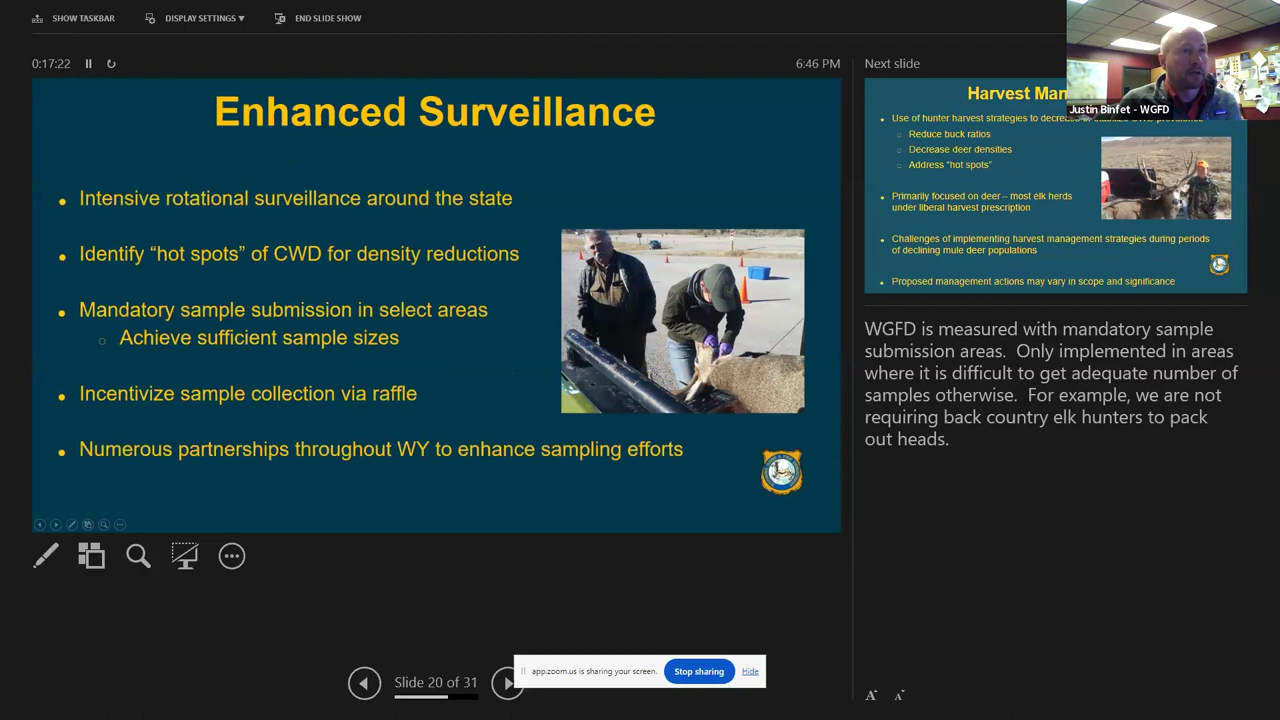 SHOW TASKBAR
DISPLAY SETTINGS ▾
END SLIDE SHOW
0:17:22
6:46 PM
Enhanced Surveillance
• Intensive rotational surveillance around the state
• Identify “hot spots” of CWD for density reductions
• Mandatory sample submission in select areas
○ Achieve sufficient sample sizes
• Incentivize sample collection via raffle
• Numerous partnerships throughout WY to enhance sampling efforts
Next slide
Justin Binfet - WGFD
Harvest
• Use of hunter harvest strategies to
○ Reduce buck ratios
○ Decrease deer densities
○ Address “hot spots”
• Primarily focused on deer – most elk herds
under liberal harvest prescription
• Challenges of implementing harvest management strategies during periods
of declining mule deer populations
• Proposed management actions may vary in scope and significance
WGFD is measured with mandatory sample
submission areas. Only implemented in areas
where it is difficult to get adequate number of
samples otherwise. For example, we are not
requiring back country elk hunters to pack
out heads.
Slide 20 of 31
app.zoom.us is sharing your screen.
Stop sharing
Hide
A A